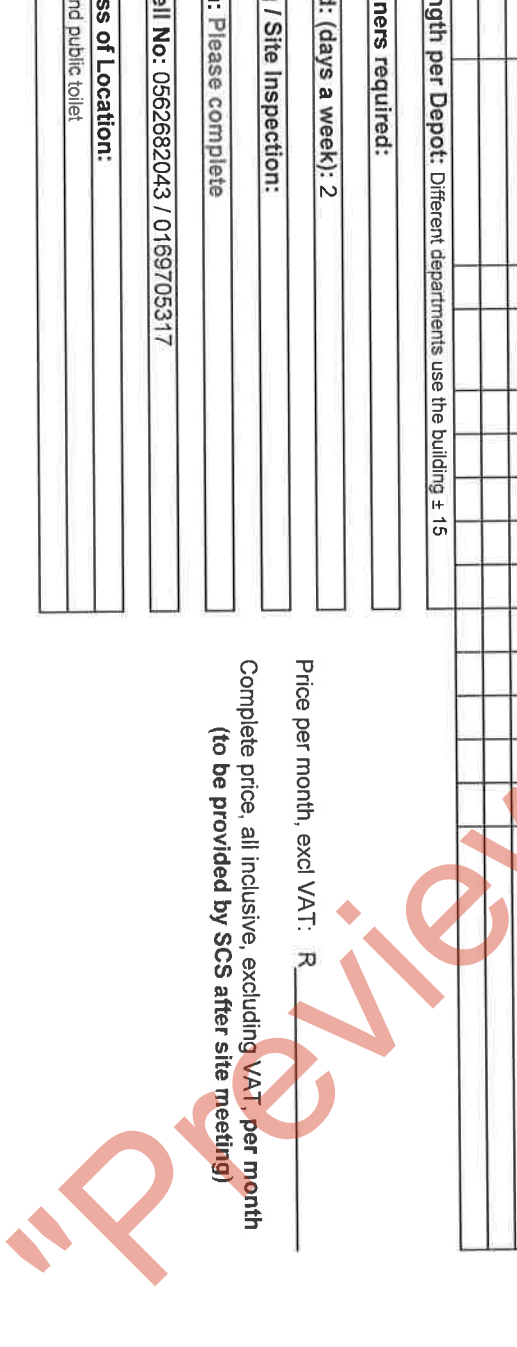 ngth per Depot: Different departments use the building ± 15
ners required:
d: (days a week): 2
/ Site Inspection:
: Please complete
ell No: 0562682043 / 0169705317
ss of Location:
nd public toilet
Price per month, excl VAT: R
Complete price, all inclusive, excluding VAT, per month
(to be provided by SCS after site meeting)
"Previe